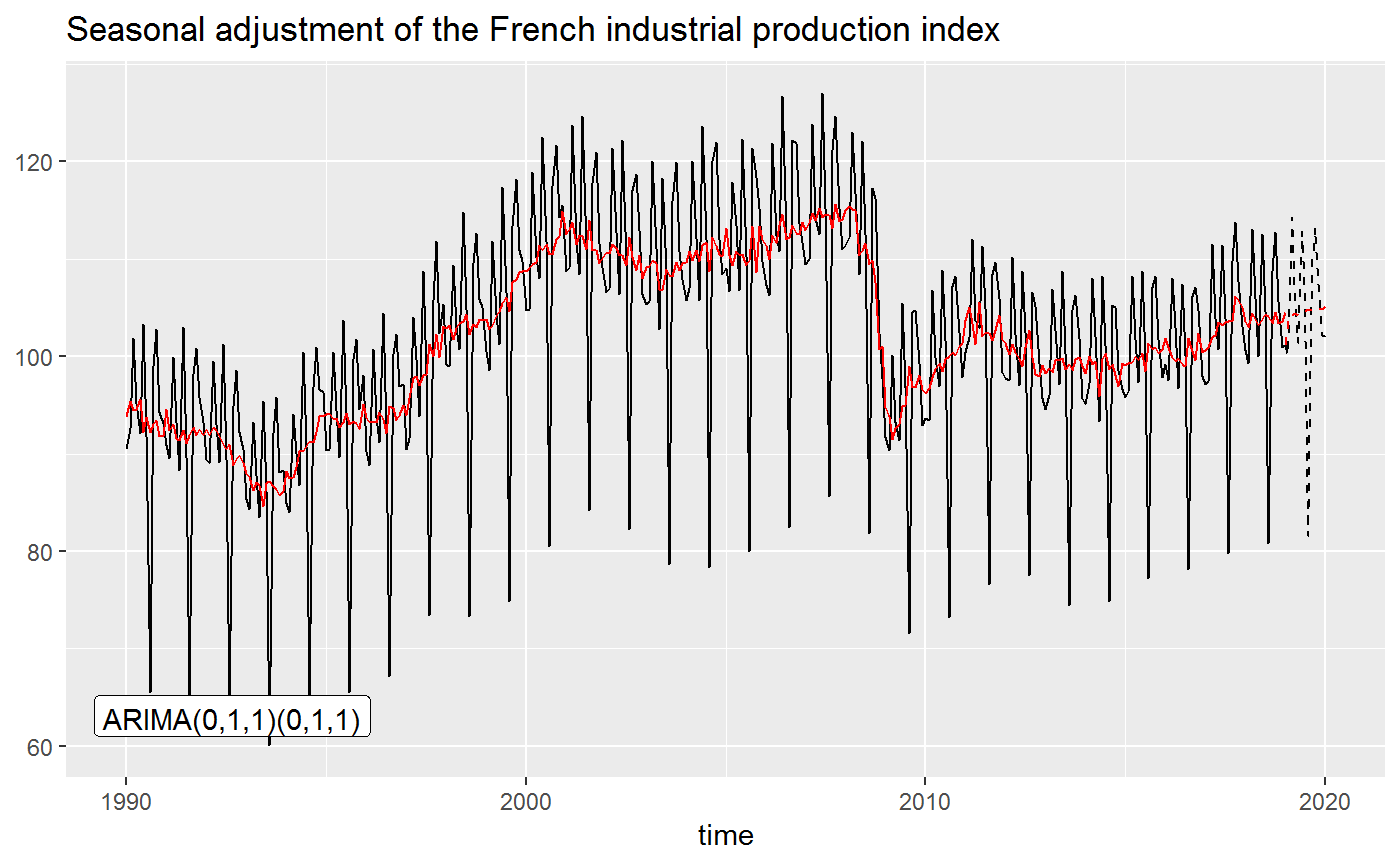 Seasonal adjustment of the French industrial production index
120
100
80
60
ARIMA(0,1,1)(0,1,1)
1990 2000 2010 2020
time